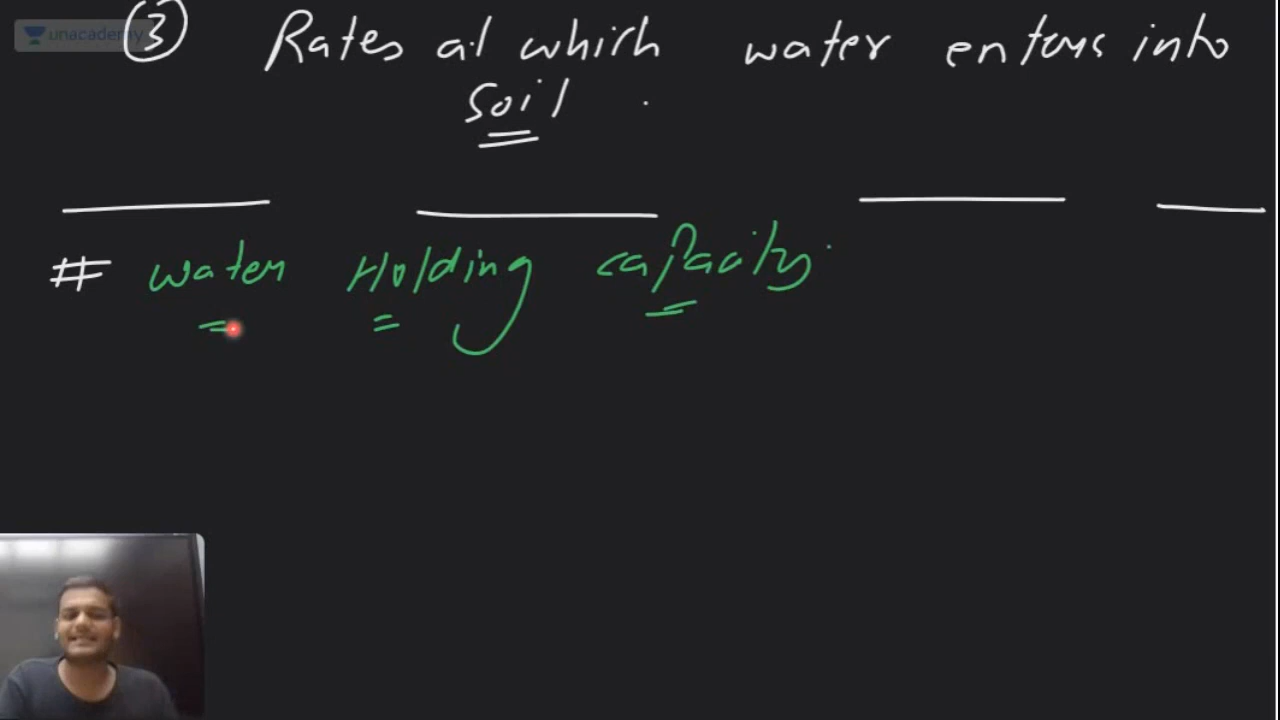 unacademy
③ Rates at which water enters into
soil.
# water Holding capacity.